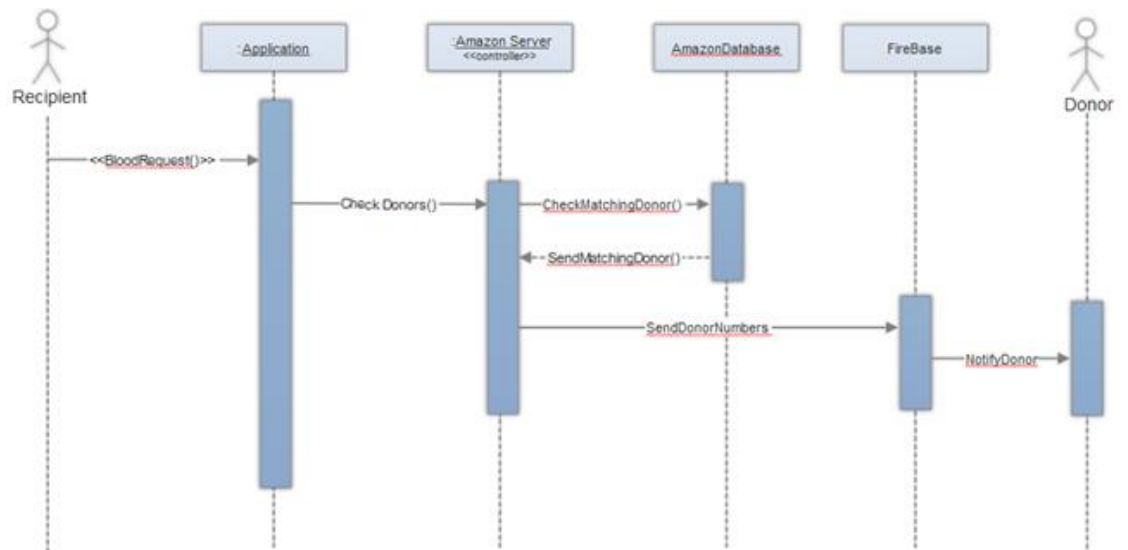 :Application
:Amazon Server
<<controller>>
AmazonDatabase
FireBase
Recipient
Donor
<<BloodRequest()>>
Check Donors()
CheckMatchingDonor()
SendMatchingDonor()
SendDonorNumbers
NotifyDonor